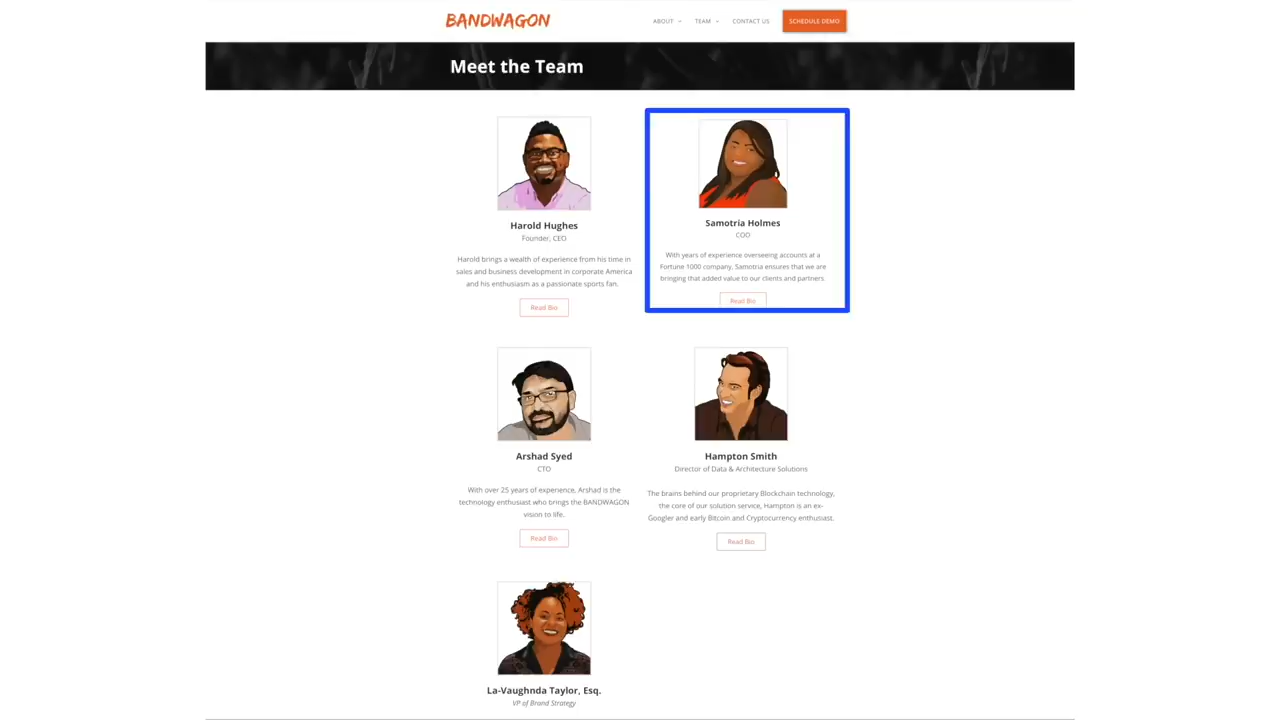 BANDWAGON
ABOUT
TEAM
CONTACT US
SCHEDULE DEMO
Meet the Team
Harold Hughes
Founder, CEO
Harold brings a wealth of experience from his time in
sales and business development in corporate America
and his enthusiasm as a passionate sports fan.
Read Bio
Samotria Holmes
COO
With years of experience overseeing accounts at a
Fortune 1000 company, Samotria ensures that we are
bringing that added value to our clients and partners.
Read Bio
Arshad Syed
CTO
With over 25 years of experience, Arshad is the
technology enthusiast who brings the BANDWAGON
vision to life.
Read Bio
Hampton Smith
Director of Data & Architecture Solutions
The brains behind our proprietary Blockchain technology,
the core of our solution service, Hampton is an ex-
Googler and early Bitcoin and Cryptocurrency enthusiast.
Read Bio
La-Vaughnda Taylor, Esq.
VP of Brand Strategy